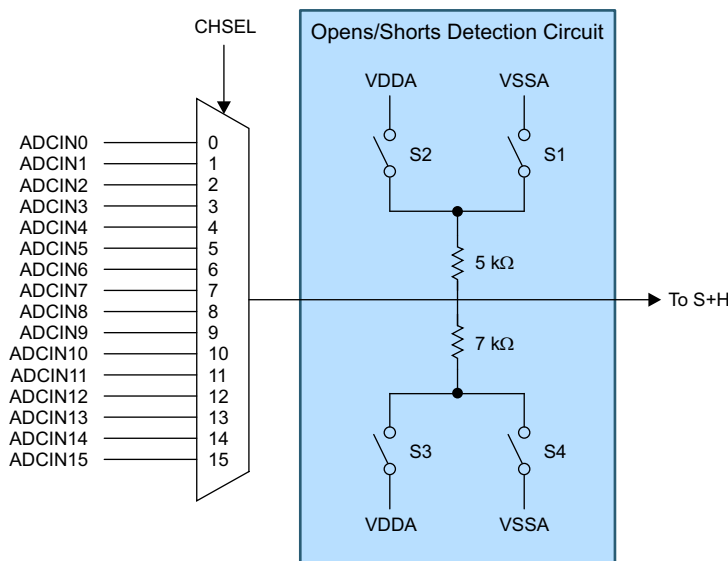 CHSEL
Opens/Shorts Detection Circuit
VDDA
VSSA
S2
S1
ADCIN0
0
ADCIN1
1
ADCIN2
2
ADCIN3
3
ADCIN4
4
ADCIN5
5
ADCIN6
6
ADCIN7
7
ADCIN8
8
ADCIN9
9
ADCIN10
10
ADCIN11
11
ADCIN12
12
ADCIN13
13
ADCIN14
14
ADCIN15
15
5 kΩ
To S+H
7 kΩ
S3
S4
VDDA
VSSA